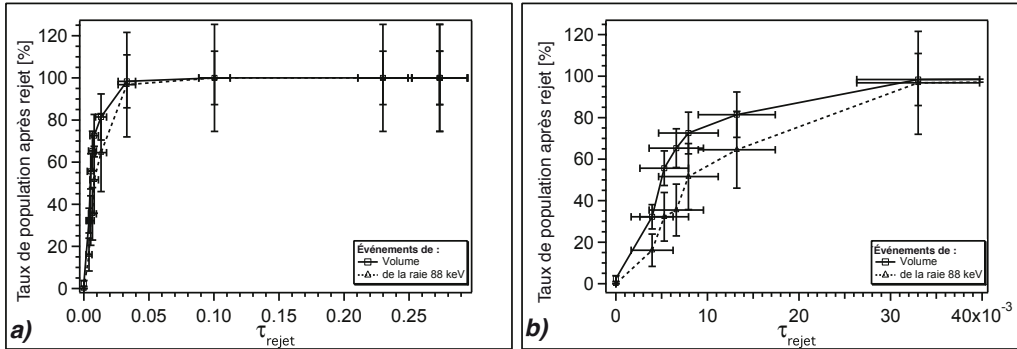 Taux de population après rejet [%]
120
100
80
60
40
20
0
0.00
0.05
0.10
0.15
0.20
0.25
τrejet
a)
Événements de :
Volume
de la raie 88 keV
Taux de population après rejet [%]
120
100
80
60
40
20
0
0
10
20
30
40x10-3
τrejet
b)
Événements de :
Volume
de la raie 88 keV